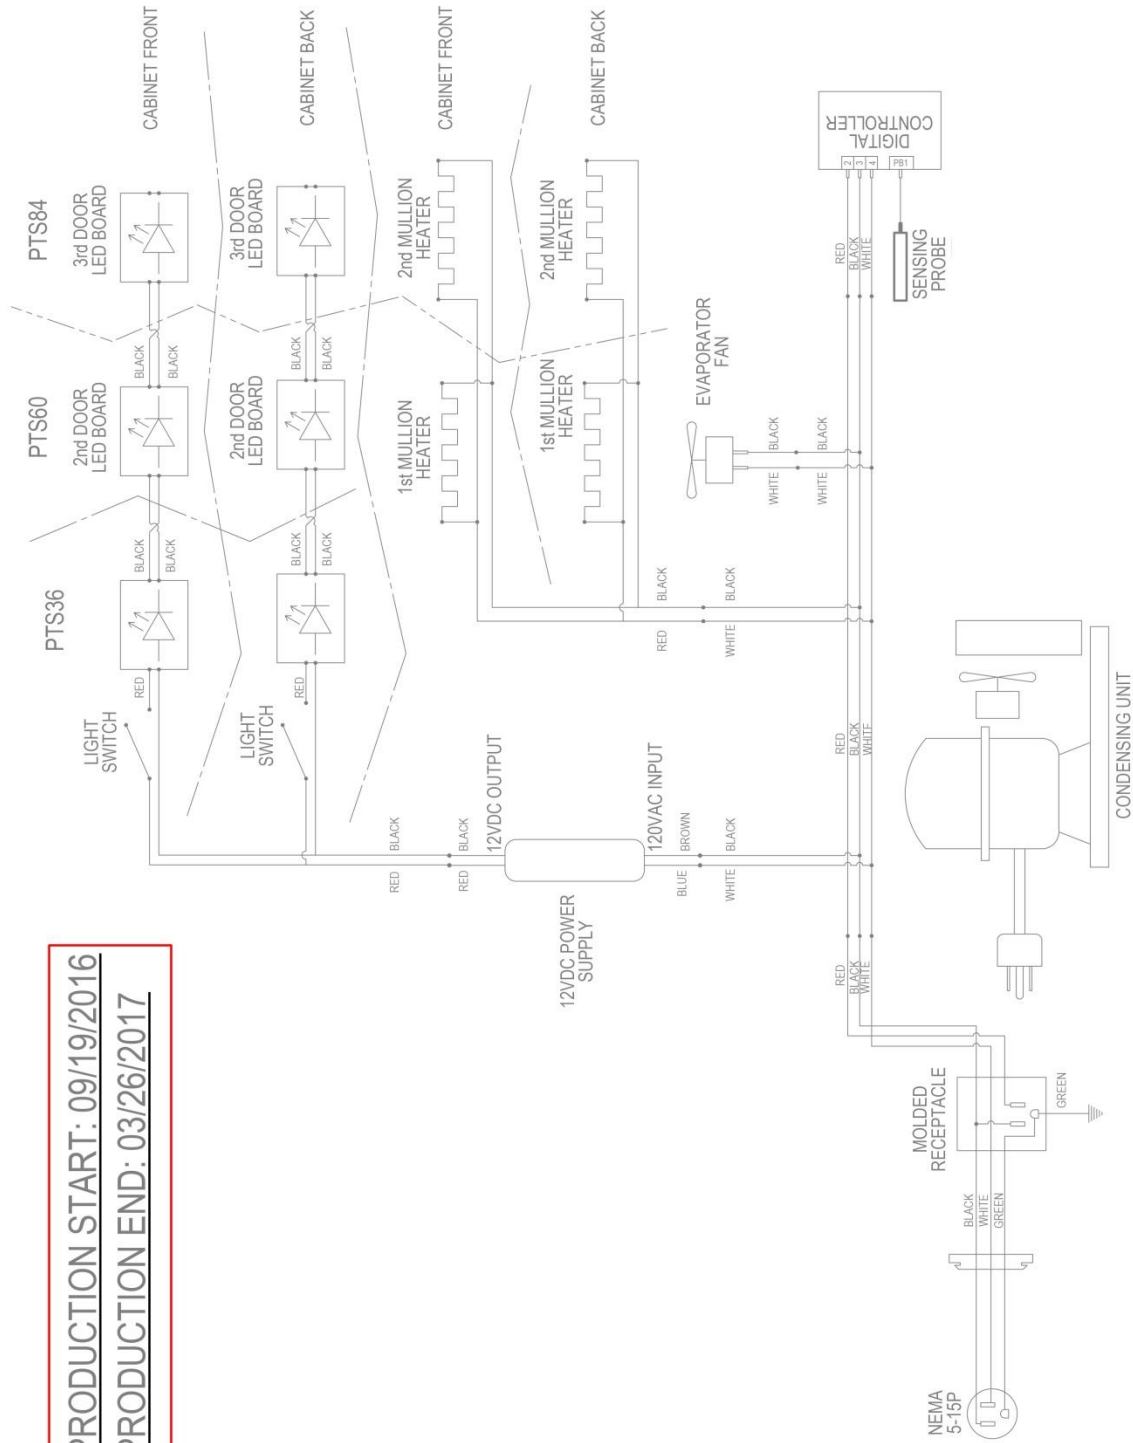 PRODUCTION START: 09/19/2016
PRODUCTION END: 03/26/2017
PTS36
PTS60
PTS84
LIGHT
SWITCH
RED
BLACK
BLACK
2nd DOOR
LED BOARD
BLACK
BLACK
3rd DOOR
LED BOARD
CABINET FRONT
LIGHT
SWITCH
RED
BLACK
BLACK
2nd DOOR
LED BOARD
BLACK
BLACK
3rd DOOR
LED BOARD
CABINET BACK
RED
BLACK
RED
BLACK
12VDC OUTPUT
1st MULLION
HEATER
2nd MULLION
HEATER
CABINET FRONT
12VDC POWER
SUPPLY
1st MULLION
HEATER
2nd MULLION
HEATER
CABINET BACK
120VAC INPUT
BLUE
BROWN
WHITE
BLACK
RED
BLACK
WHITE
BLACK
EVAPORATOR
FAN
WHITE
BLACK
WHITE
BLACK
RED
BLACK
WHITE
RED
BLACK
WHITE
RED
BLACK
WHITE
2
3
4
PB1
DIGITAL
CONTROLLER
SENSING
PROBE
NEMA
5-15P
BLACK
WHITE
GREEN
MOLDED
RECEPTACLE
GREEN
CONDENSING UNIT